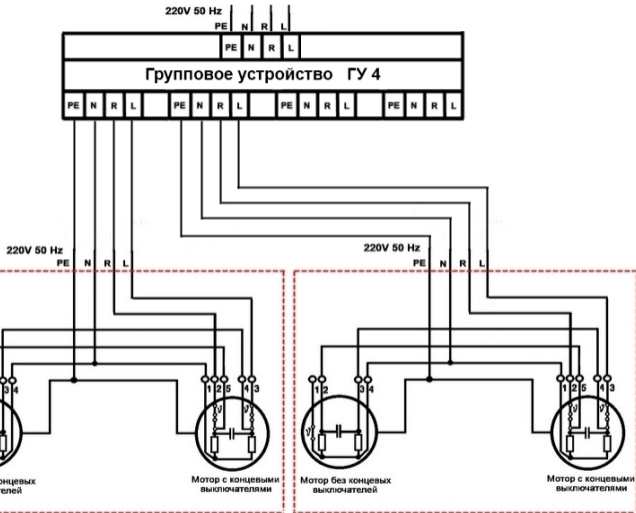 220V 50 Hz
PE N R L
PE N R L
Групповое устройство ГУ 4
PE N R L PE N R L PE N R L PE N R L
220V 50 Hz 220V 50 Hz
PE N R L PE N R L
3 4 1 2 5 4 3 1 2 3 4 1 2 5 4 3
Мотор с концевыми
выключателями
Мотор без концевых
выключателей
Мотор с концевыми
выключателями